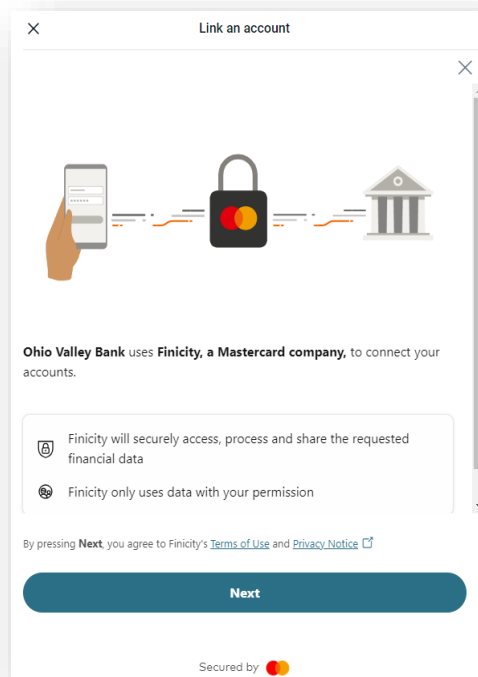 Link an account
Ohio Valley Bank uses Finicity, a Mastercard company, to connect your
accounts.
Finicity will securely access, process and share the requested
financial data
Finicity only uses data with your permission
By pressing Next, you agree to Finicity's Terms of Use and Privacy Notice
Next
Secured by